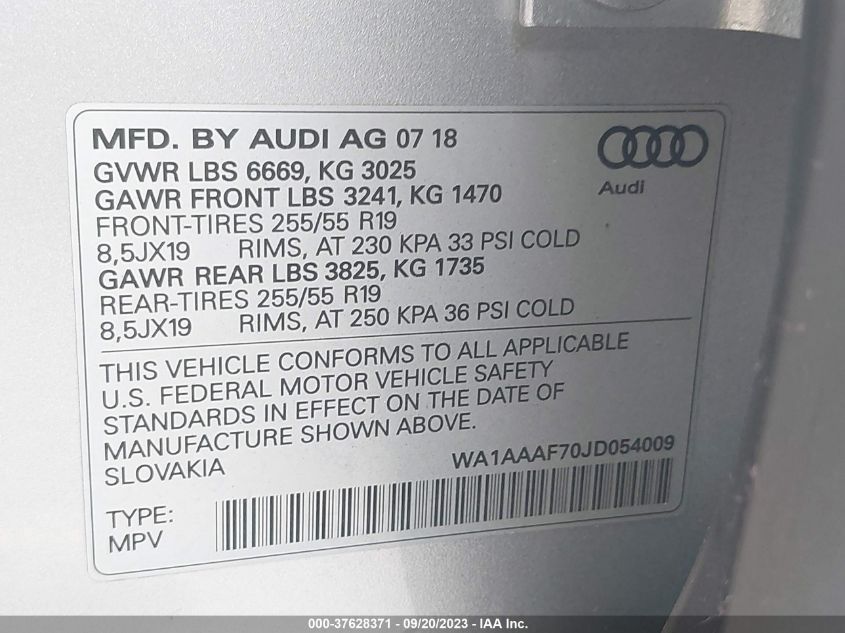 MFD. BY AUDI AG 07 18
GVWR LBS 6669, KG 3025
GAWR FRONT LBS 3241, KG 1470
FRONT-TIRES 255/55 R19
8,5JX19 RIMS, AT 230 KPA 33 PSI COLD
GAWR REAR LBS 3825, KG 1735
REAR-TIRES 255/55 R19
8,5JX19 RIMS, AT 250 KPA 36 PSI COLD
Audi
THIS VEHICLE CONFORMS TO ALL APPLICABLE
U.S. FEDERAL MOTOR VEHICLE SAFETY
STANDARDS IN EFFECT ON THE DATE OF
MANUFACTURE SHOWN ABOVE.
SLOVAKIA WA1AAAF70JD054009
TYPE:
MPV
000-37628371 - 09/20/2023 - IAA Inc.